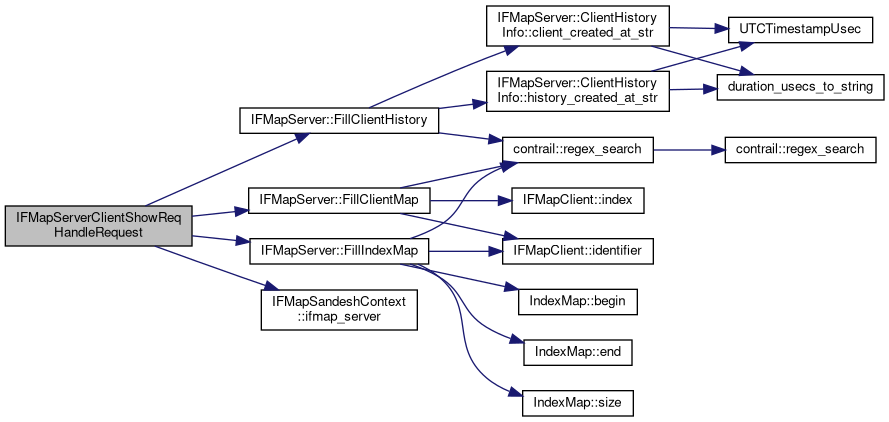 IFMapServerClientShowReq
HandleRequest
IFMapServer::FillClientHistory
IFMapServer::FillClientMap
IFMapServer::FillIndexMap
IFMapSandeshContext
::ifmap_server
IFMapServer::ClientHistory
Info::client_created_at_str
IFMapServer::ClientHistory
Info::history_created_at_str
contrail::regex_search
IFMapClient::index
IFMapClient::identifier
IndexMap::begin
IndexMap::end
IndexMap::size
UTCTimestampUsec
duration_usecs_to_string
contrail::regex_search